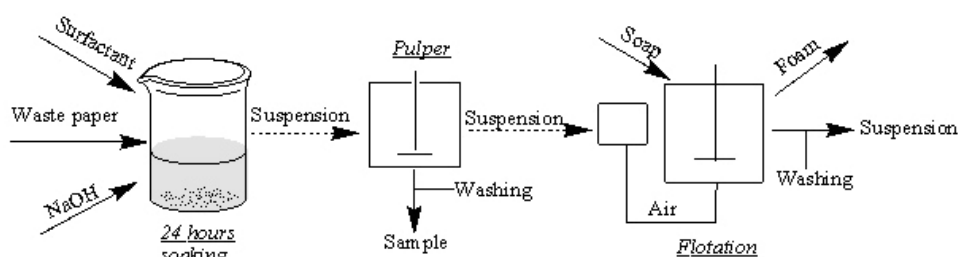 Surfactant
Waste paper
NaOH
24 hours
soaking
Suspension
Pulper
Washing
Sample
Suspension
Soap
Foam
Air
Suspension
Washing
Flotation